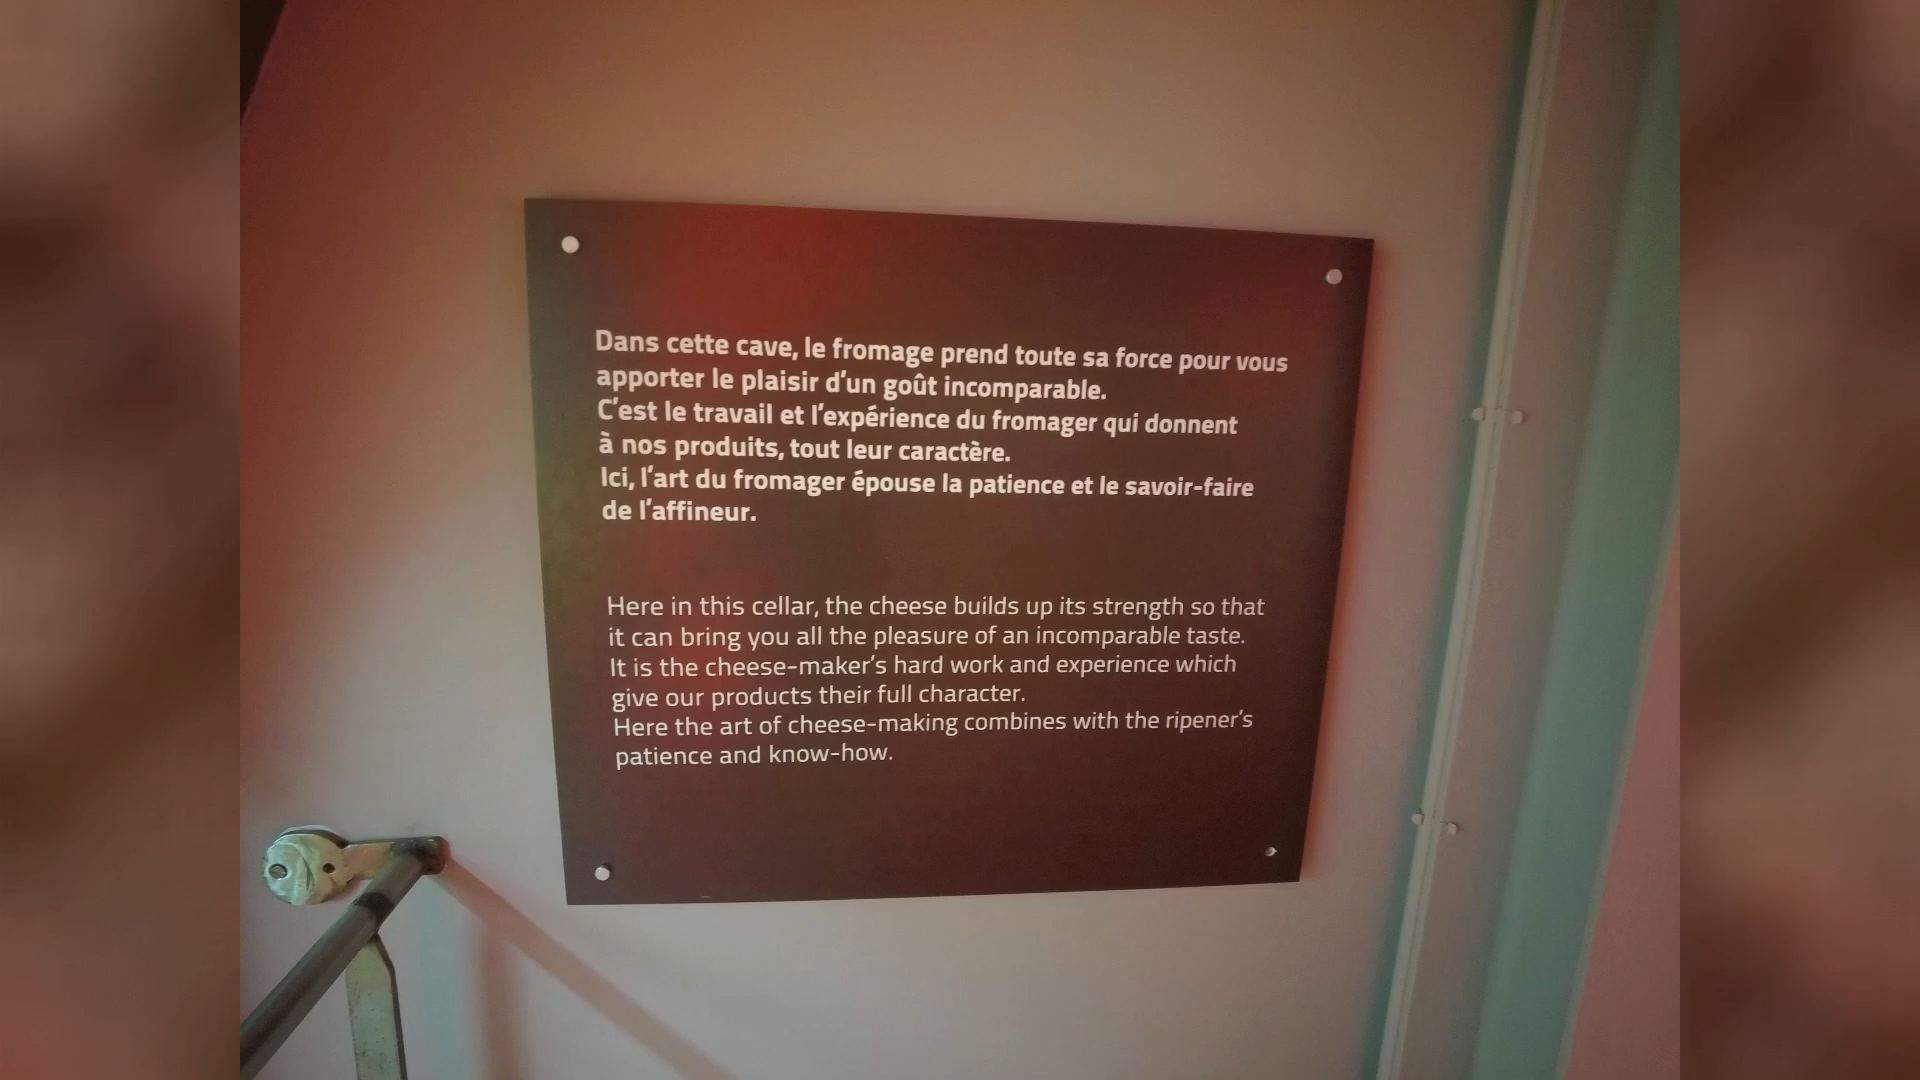 Dans cette cave, le fromage prend toute sa force pour vous
apporter le plaisir d'un goût incomparable.
C'est le travail et l'expérience du fromager qui donnent
à nos produits, tout leur caractère.
Ici, l'art du fromager épouse la patience et le savoir-faire
de l'affineur.
Here in this cellar, the cheese builds up its strength so that
it can bring you all the pleasure of an incomparable taste.
It is the cheese-maker's hard work and experience which
give our products their full character.
Here the art of cheese-making combines with the ripener's
patience and know-how.